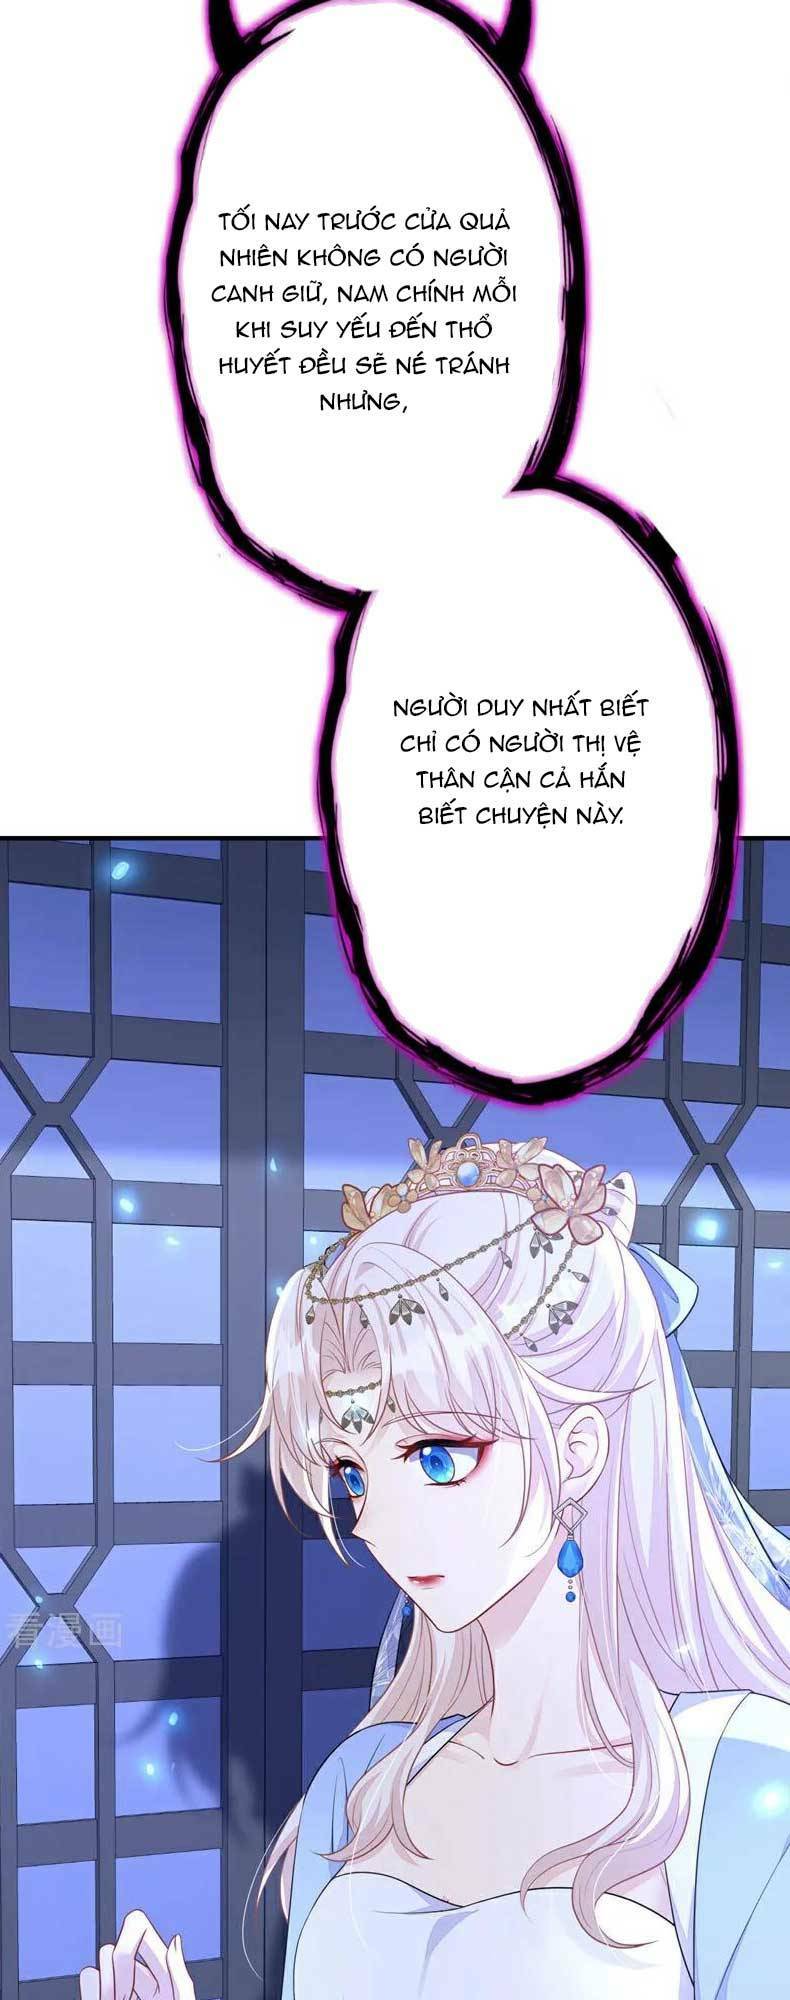 TỐI NAY TRƯỚC CỬA QUẢ
NHIÊN KHÔNG CÓ NGƯỜI
CANH GIỮ, NAM CHÍNH MỖI
KHI SUY YẾU ĐẾN THỔ
HUYẾT ĐỀU SẼ NÉ TRÁNH
NHƯNG,
NGƯỜI DUY NHẤT BIẾT
CHỈ CÓ NGƯỜI THỊ VỆ
THÂN CẬN CẢ HẮN
BIẾT CHUYỆN NÀY.
看漫画